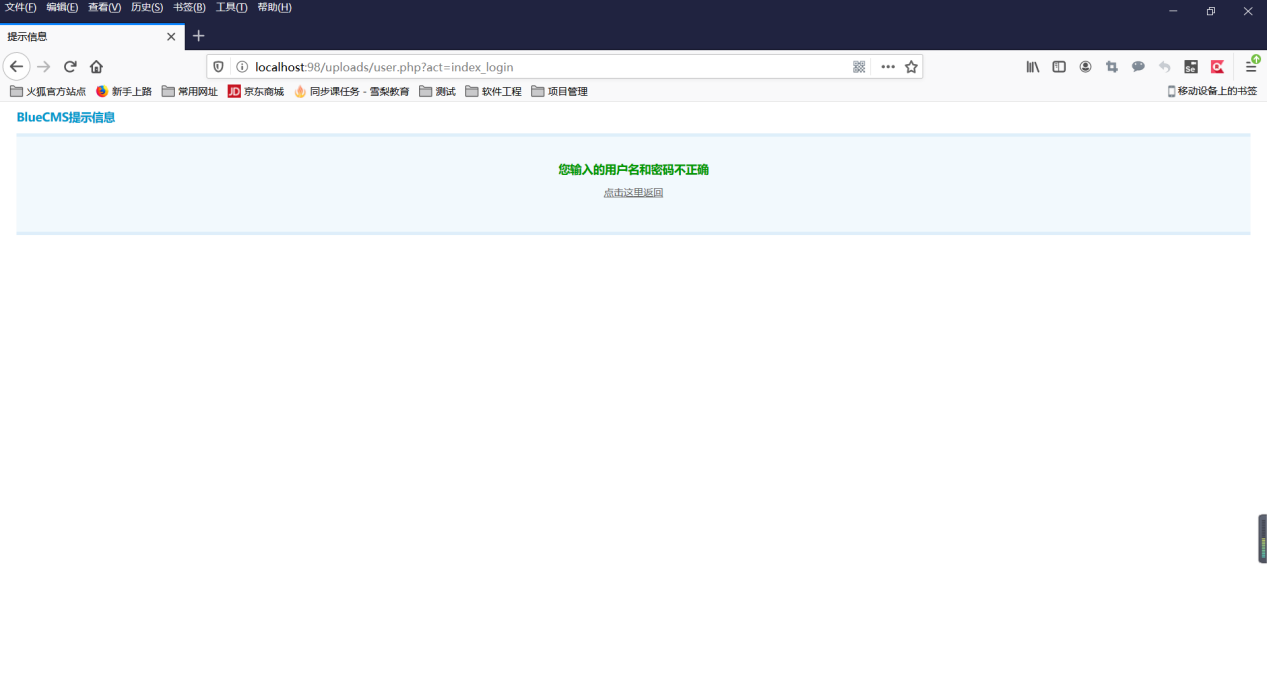 文件(F) 编辑(E) 查看(V) 历史(S) 书签(B) 工具(T) 帮助(H)
提示信息
localhost:98/uploads/user.php?act=index_login
火狐官方站点 新手上路 常用网址 JD 京东商城 同步课任务 - 雪梨教育 测试 软件工程 项目管理 移动设备上的书签
BlueCMS提示信息
您输入的用户名和密码不正确
点击这里返回